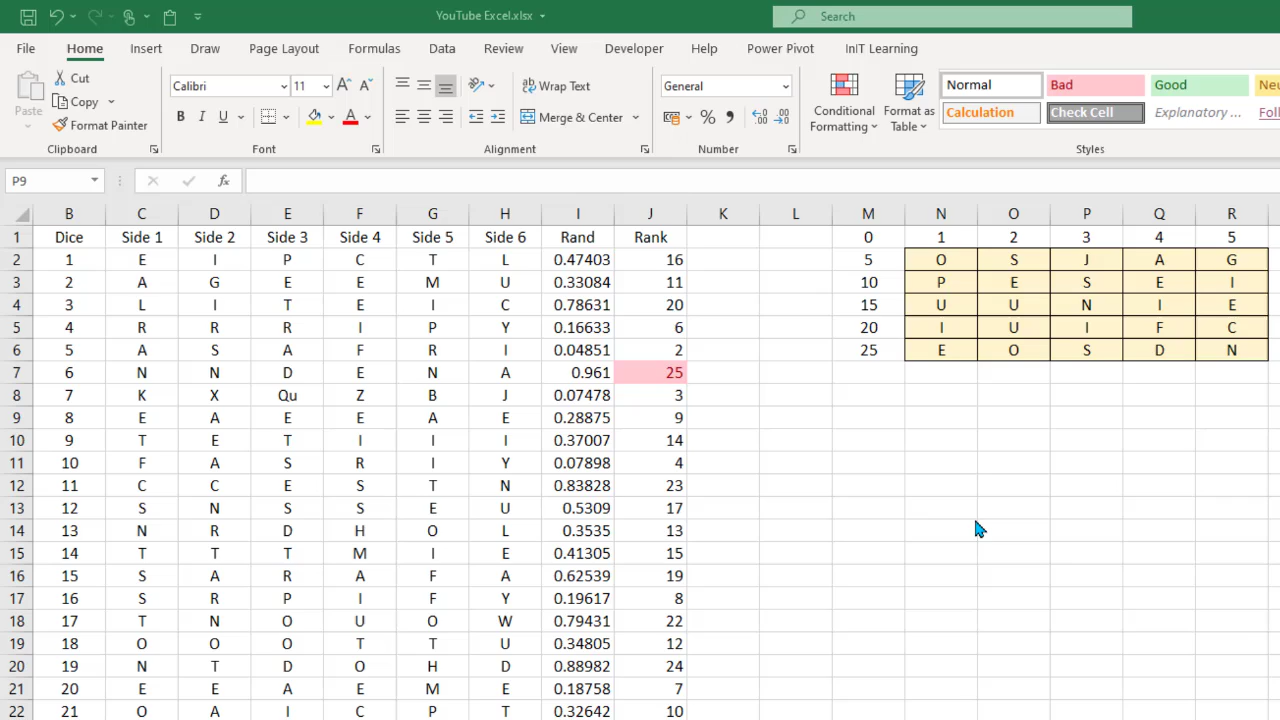 YouTube Excel.xlsx
Search
File Home Insert Draw Page Layout Formulas Data Review View Developer Help Power Pivot InIT Learning
Paste
Cut
Copy
Format Painter
Clipboard
Calibri 11 A A
B I U A
Font
ab Wrap Text
Merge & Center
Alignment
General
% 9 .00 .00
Number
Conditional Formatting
Format as Table
Normal Bad Good Neu
Calculation Check Cell Explanatory ... Foll
Styles
P9 fx
B C D E F G H I J K L M N O P Q R
1 Dice Side 1 Side 2 Side 3 Side 4 Side 5 Side 6 Rand Rank 0 1 2 3 4 5
2 1 E I P C T L 0.47403 16 5 O S J A G
3 2 A G E E M U 0.33084 11 10 P E S E I
4 3 L I T E I C 0.78631 20 15 U U N I E
5 4 R R R I P Y 0.16633 6 20 I U I F C
6 5 A S A F R I 0.04851 2 25 E O S D N
7 6 N N D E N A 0.961 25
8 7 K X Qu Z B J 0.07478 3
9 8 E A E E A E 0.28875 9
10 9 T E T I I I 0.37007 14
11 10 F A S R I Y 0.07898 4
12 11 C C E S T N 0.83828 23
13 12 S N S S E U 0.5309 17
14 13 N R D H O L 0.3535 13
15 14 T T T M I E 0.41305 15
16 15 S A R A F A 0.62539 19
17 16 S R P I F Y 0.19617 8
18 17 T N O U O W 0.79431 22
19 18 O O O T T U 0.34805 12
20 19 N T D O H D 0.88982 24
21 20 E E A E M E 0.18758 7
22 21 O A I C P T 0.32642 10